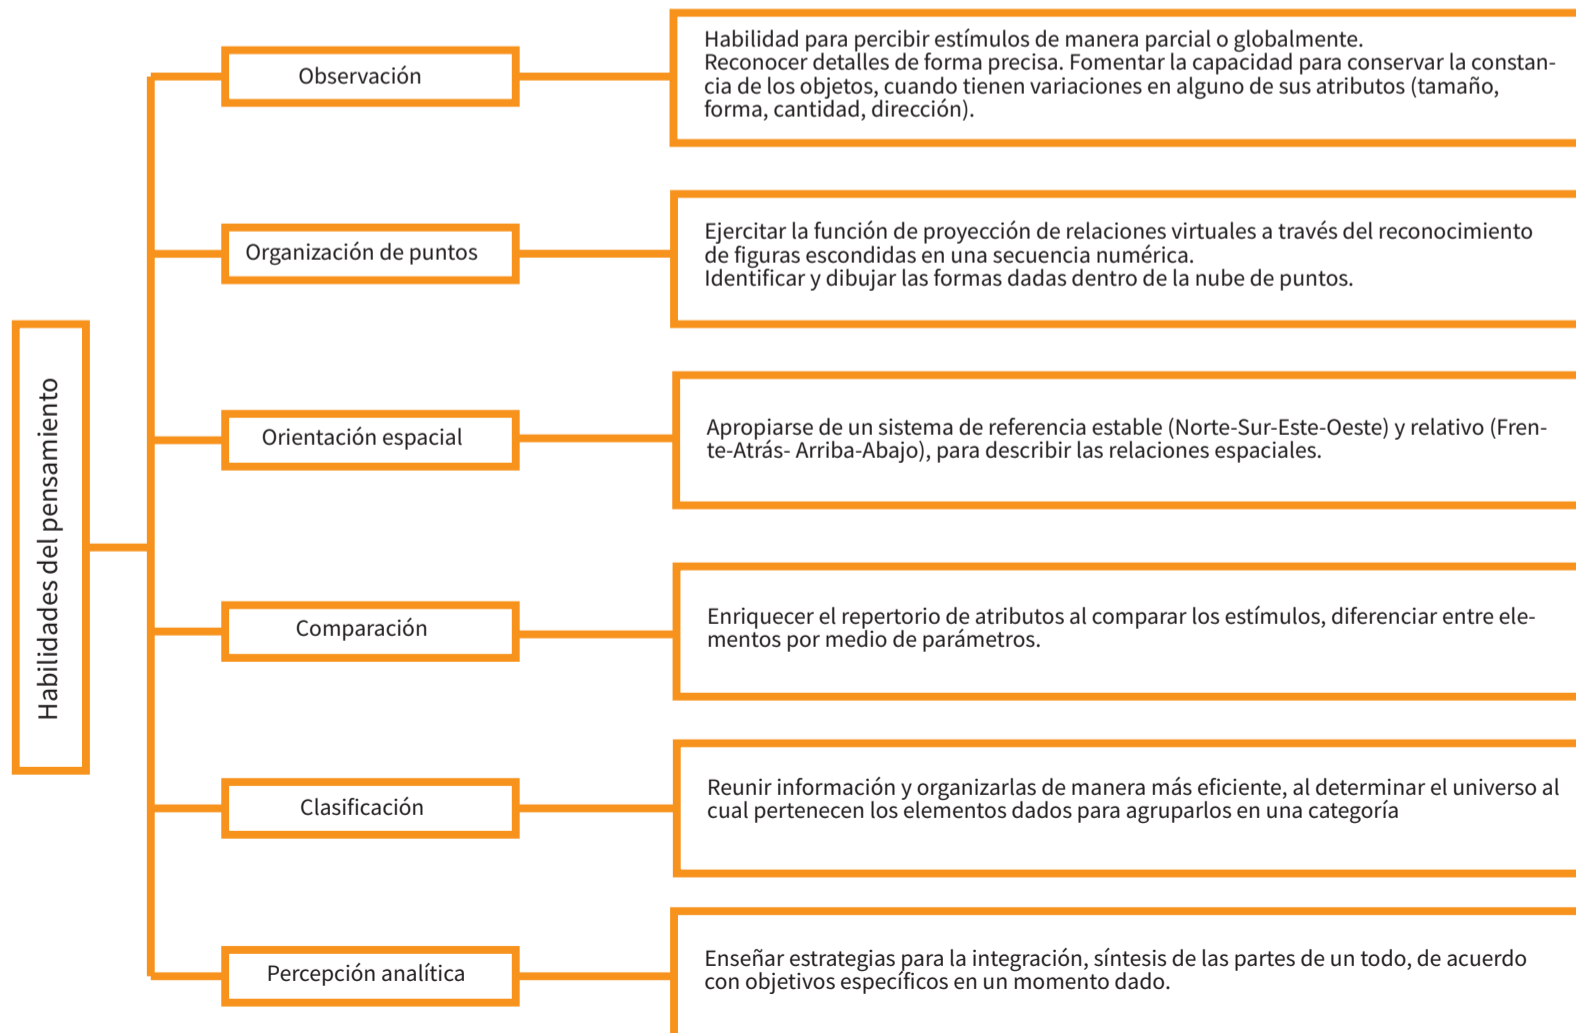 Habilidades del pensamiento
Observación
Habilidad para percibir estímulos de manera parcial o globalmente.
Reconocer detalles de forma precisa. Fomentar la capacidad para conservar la constan-
cia de los objetos, cuando tienen variaciones en alguno de sus atributos (tamaño,
forma, cantidad, dirección).
Organización de puntos
Ejercitar la función de proyección de relaciones virtuales a través del reconocimiento
de figuras escondidas en una secuencia numérica.
Identificar y dibujar las formas dadas dentro de la nube de puntos.
Orientación espacial
Apropiarse de un sistema de referencia estable (Norte-Sur-Este-Oeste) y relativo (Fren-
te-Atrás- Arriba-Abajo), para describir las relaciones espaciales.
Comparación
Enriquecer el repertorio de atributos al comparar los estímulos, diferenciar entre ele-
mentos por medio de parámetros.
Clasificación
Reunir información y organizarlas de manera más eficiente, al determinar el universo al
cual pertenecen los elementos dados para agruparlos en una categoría
Percepción analítica
Enseñar estrategias para la integración, síntesis de las partes de un todo, de acuerdo
con objetivos específicos en un momento dado.